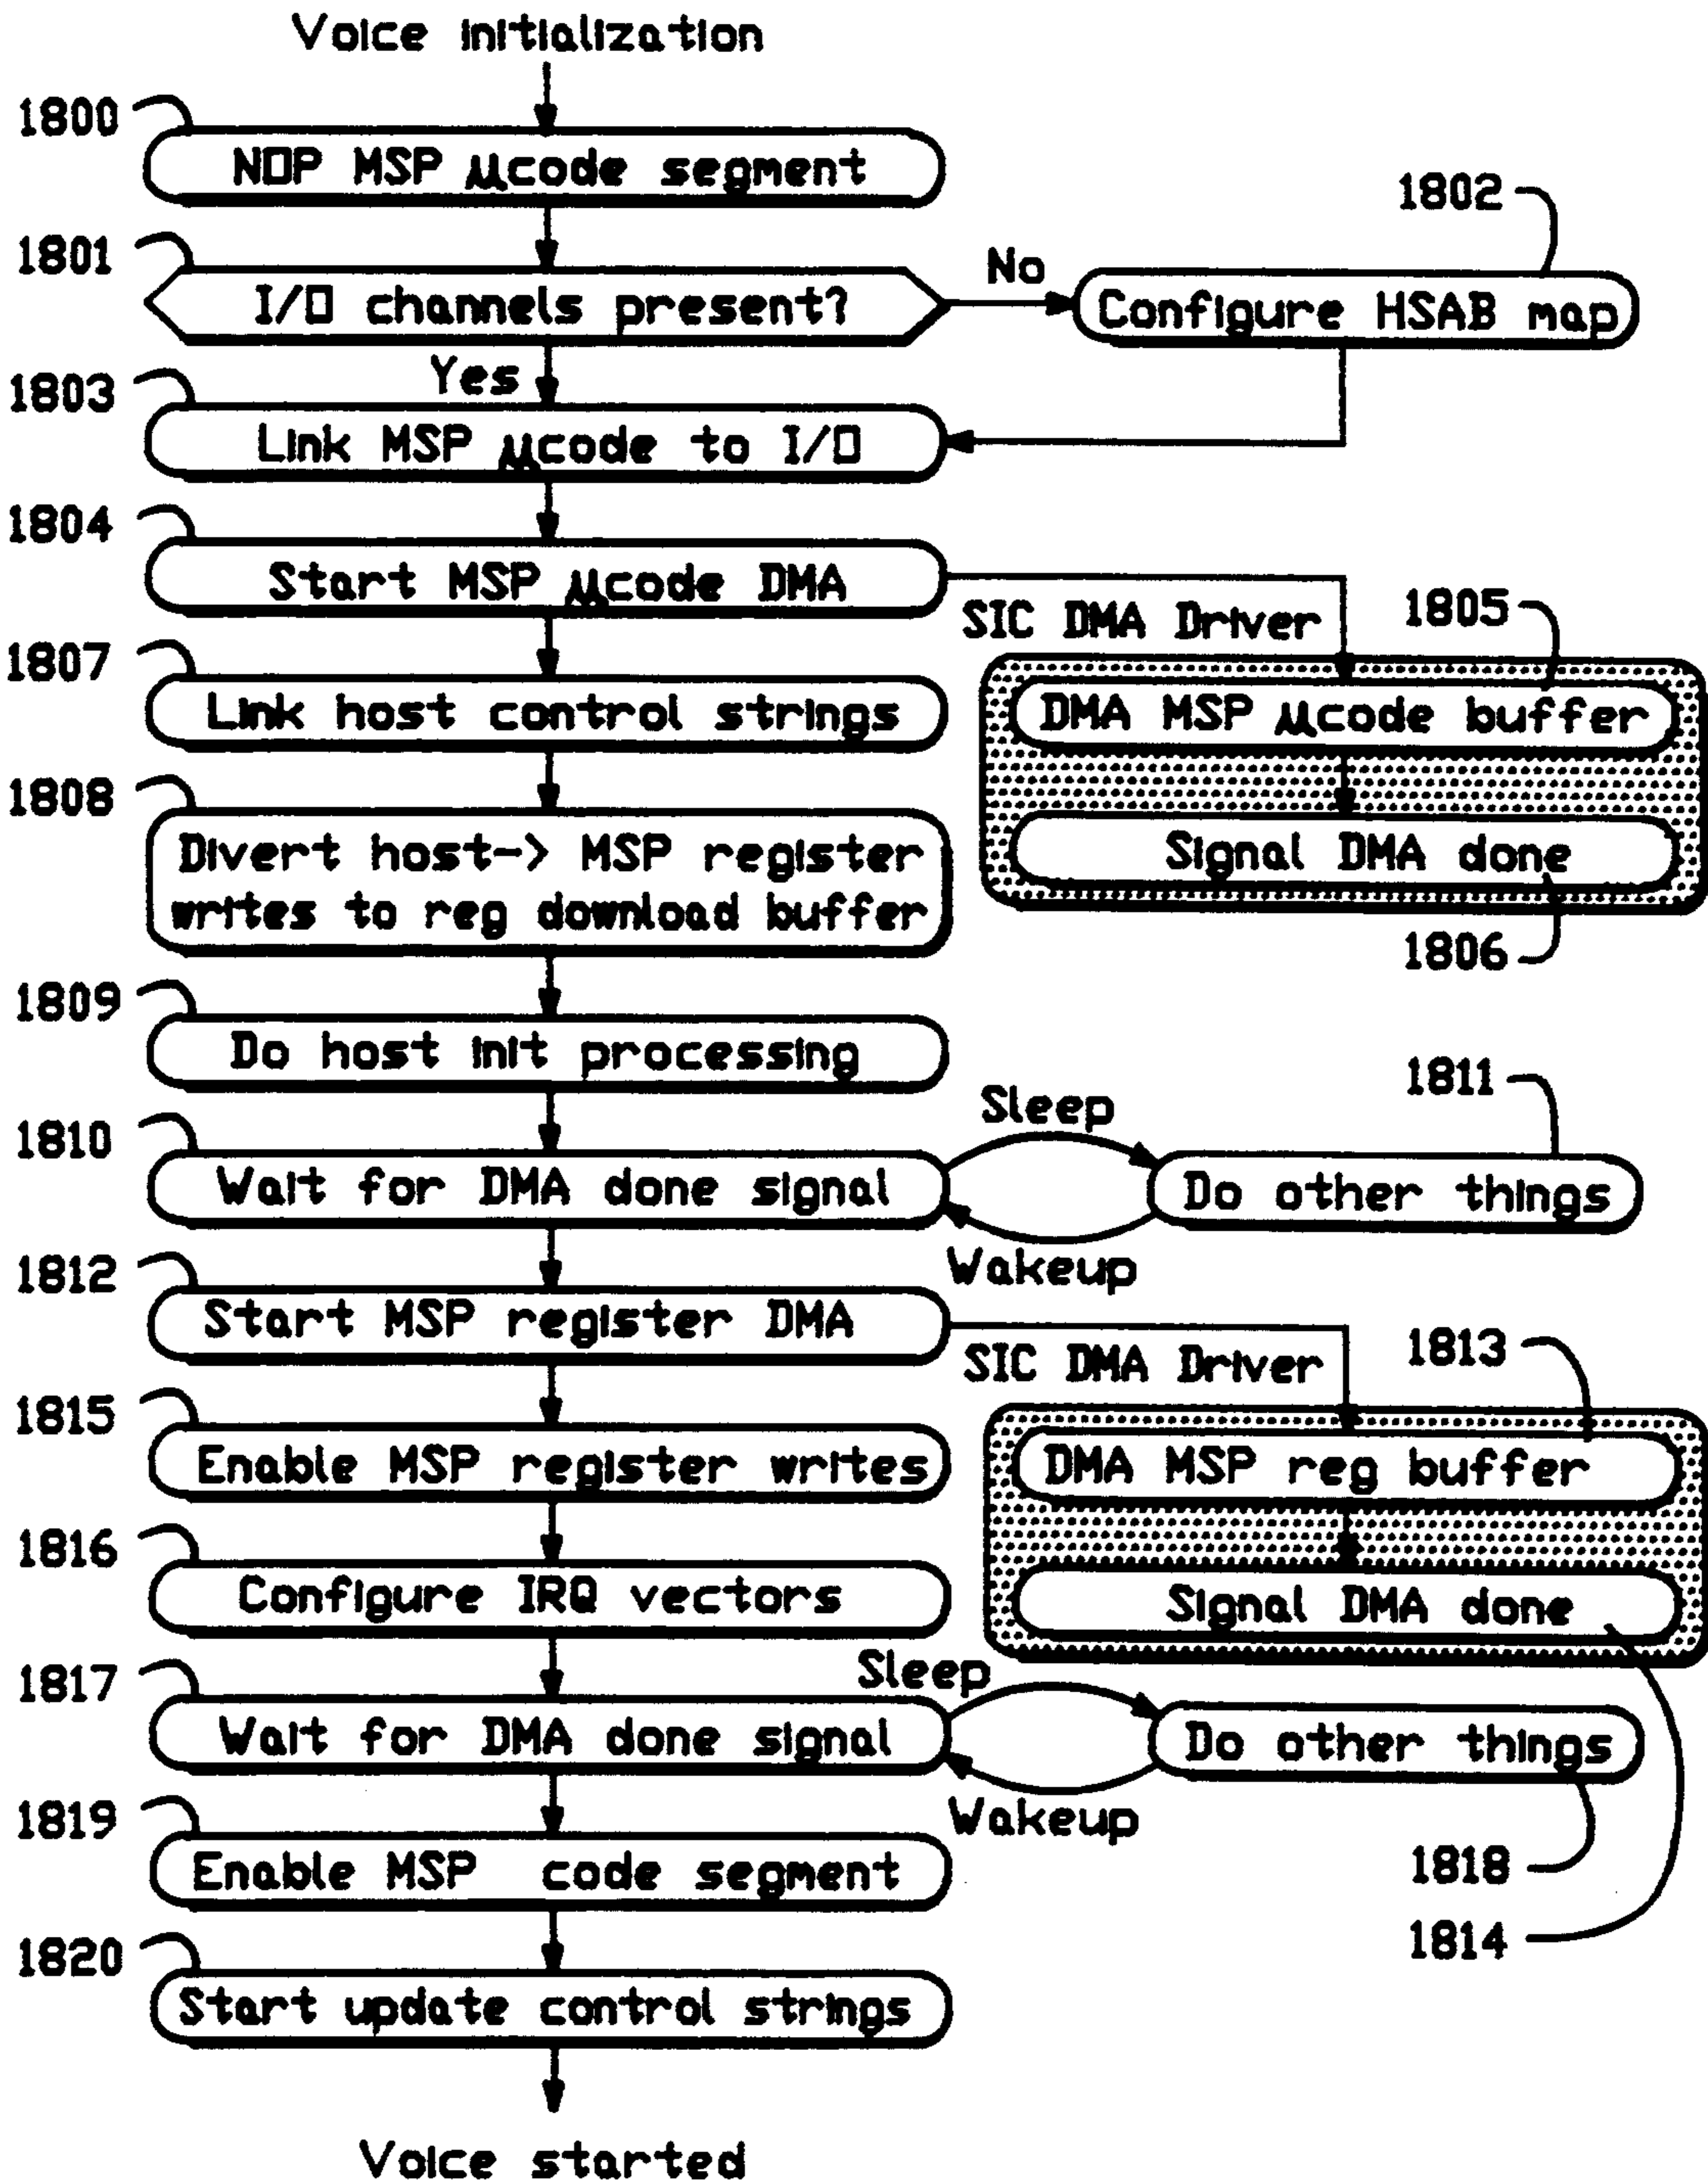 Voice initialization
1800
NOP MSP µcode segment
1801
I/O channels present?
No
1802
Configure HSAB map
Yes
1803
Link MSP µcode to I/O
1804
Start MSP µcode DMA
SIC DMA Driver
1805
DMA MSP µcode buffer
Signal DMA done
1806
1807
Link host control strings
1808
Divert host-> MSP register
writes to reg download buffer
1809
Do host init processing
1810
Wait for DMA done signal
Sleep
Wakeup
1811
Do other things
1812
Start MSP register DMA
SIC DMA Driver
1813
DMA MSP reg buffer
Signal DMA done
1814
1815
Enable MSP register writes
1816
Configure IRQ vectors
1817
Wait for DMA done signal
Sleep
Wakeup
Do other things
1818
1819
Enable MSP code segment
1820
Start update control strings
Voice started